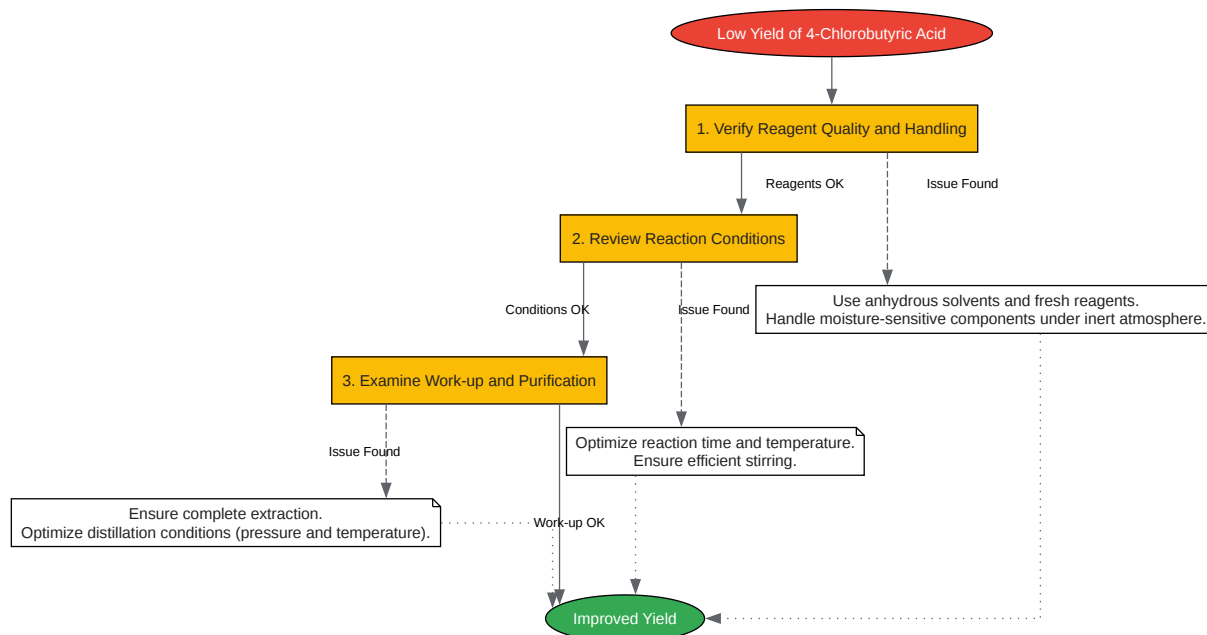 Low Yield of 4-Chlorobutyric Acid
1. Verify Reagent Quality and Handling
Reagents OK
Issue Found
2. Review Reaction Conditions
Conditions OK
Issue Found
Use anhydrous solvents and fresh reagents.
Handle moisture-sensitive components under inert atmosphere.
3. Examine Work-up and Purification
Issue Found
Optimize reaction time and temperature.
Ensure efficient stirring.
Ensure complete extraction.
Optimize distillation conditions (pressure and temperature).
Work-up OK
Improved Yield